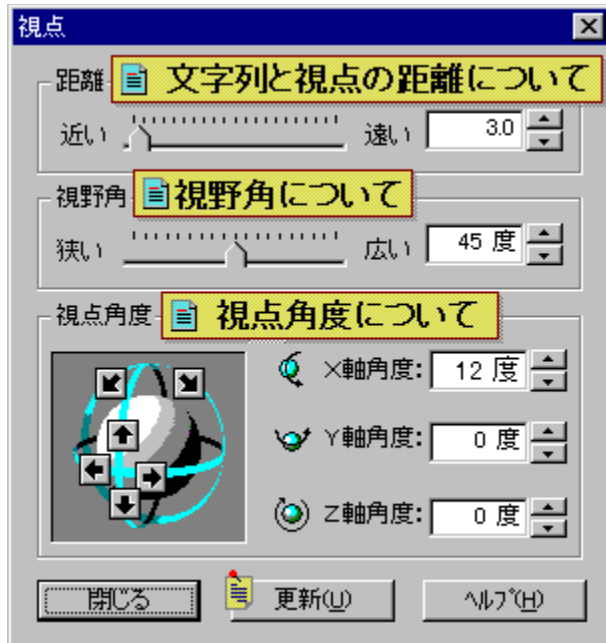 視点
距離 文字列と視点の距離について
近い 遠い 3.0
視野角 視野角について
狭い 広い 45 度
視点角度 視点角度について
X軸角度: 12 度
Y軸角度: 0 度
Z軸角度: 0 度
閉じる 更新(U) ﾍﾙﾌﾟ(H)